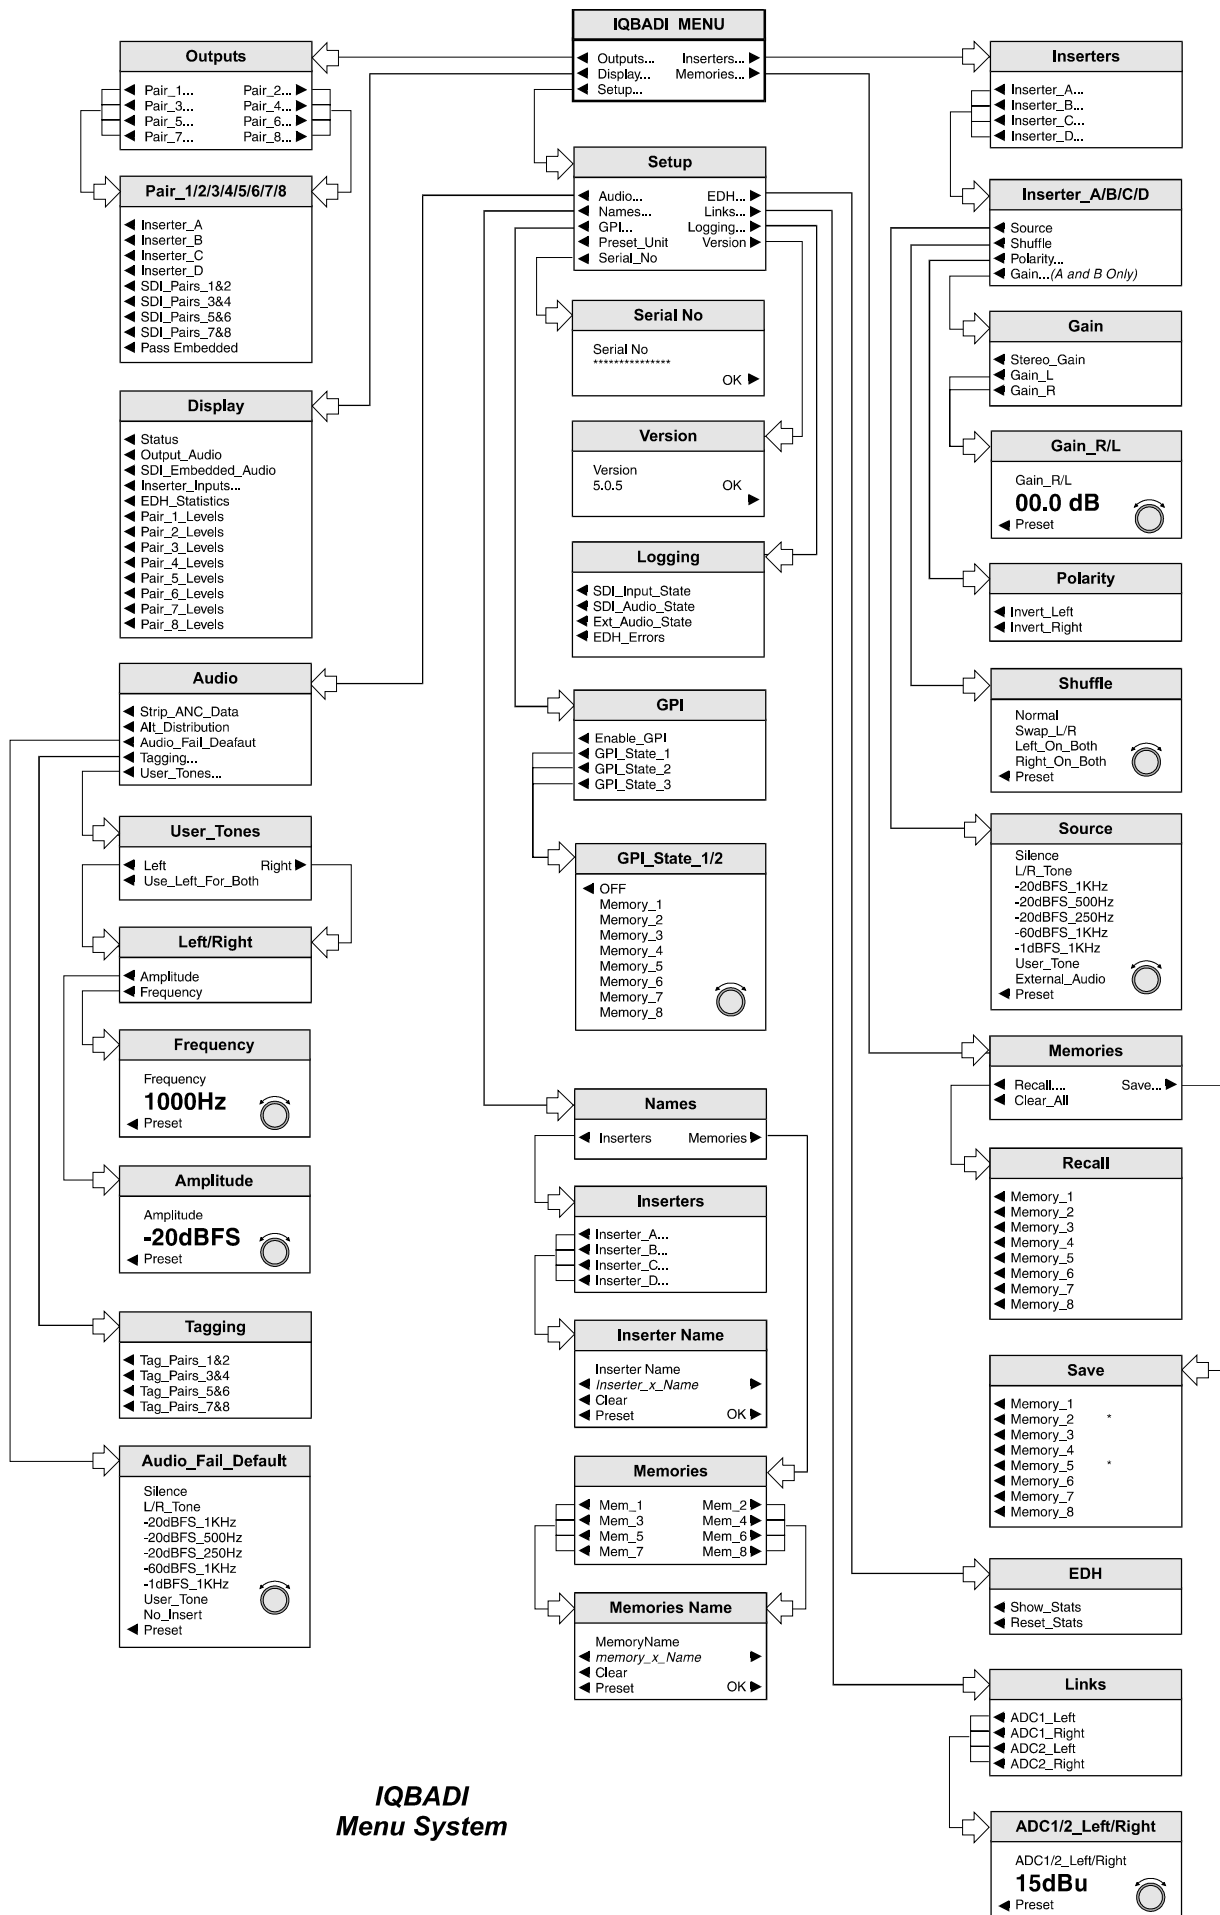 IQBADI MENU
Outputs... Inserters...
Display... Memories...
Setup...
Outputs
Pair_1... Pair_2...
Pair_3... Pair_4...
Pair_5... Pair_6...
Pair_7... Pair_8...
Pair_1/2/3/4/5/6/7/8
Inserter_A
Inserter_B
Inserter_C
Inserter_D
SDI_Pairs_1&2
SDI_Pairs_3&4
SDI_Pairs_5&6
SDI_Pairs_7&8
Pass Embedded
Display
Status
Output_Audio
SDI_Embedded_Audio
Inserter_Inputs...
EDH_Statistics
Pair_1_Levels
Pair_2_Levels
Pair_3_Levels
Pair_4_Levels
Pair_5_Levels
Pair_6_Levels
Pair_7_Levels
Pair_8_Levels
Audio
Strip_ANC_Data
Alt_Distribution
Audio_Fail_Deafaut
Tagging...
User_Tones...
User_Tones
Left Right
Use_Left_For_Both
Left/Right
Amplitude
Frequency
Frequency
Frequency
1000Hz
Preset
Amplitude
Amplitude
-20dBFS
Preset
Tagging
Tag_Pairs_1&2
Tag_Pairs_3&4
Tag_Pairs_5&6
Tag_Pairs_7&8
Audio_Fail_Default
Silence
L/R_Tone
-20dBFS_1KHz
-20dBFS_500Hz
-20dBFS_250Hz
-60dBFS_1KHz
-1dBFS_1KHz
User_Tone
No_Insert
Preset
Setup
Audio... EDH...
Names... Links...
GPI... Logging...
Preset_Unit Version
Serial_No
Serial No
Serial No
***************
OK
Version
Version
5.0.5 OK
Logging
SDI_Input_State
SDI_Audio_State
Ext_Audio_State
EDH_Errors
GPI
Enable_GPI
GPI_State_1
GPI_State_2
GPI_State_3
GPI_State_1/2
OFF
Memory_1
Memory_2
Memory_3
Memory_4
Memory_5
Memory_6
Memory_7
Memory_8
Names
Inserters Memories
Inserters
Inserter_A...
Inserter_B...
Inserter_C...
Inserter_D...
Inserter Name
Inserter Name
Inserter_x_Name
Clear
Preset OK
Memories
Mem_1 Mem_2
Mem_3 Mem_4
Mem_5 Mem_6
Mem_7 Mem_8
Memories Name
MemoryName
memory_x_Name
Clear
Preset OK
Inserters
Inserter_A...
Inserter_B...
Inserter_C...
Inserter_D...
Inserter_A/B/C/D
Source
Shuffle
Polarity...
Gain...(A and B Only)
Gain
Stereo_Gain
Gain_L
Gain_R
Gain_R/L
Gain_R/L
00.0 dB
Preset
Polarity
Invert_Left
Invert_Right
Shuffle
Normal
Swap_L/R
Left_On_Both
Right_On_Both
Preset
Source
Silence
L/R_Tone
-20dBFS_1KHz
-20dBFS_500Hz
-20dBFS_250Hz
-60dBFS_1KHz
-1dBFS_1KHz
User_Tone
External_Audio
Preset
Memories
Recall.... Save...
Clear_All
Recall
Memory_1
Memory_2
Memory_3
Memory_4
Memory_5
Memory_6
Memory_7
Memory_8
Save
Memory_1
Memory_2 *
Memory_3
Memory_4
Memory_5 *
Memory_6
Memory_7
Memory_8
EDH
Show_Stats
Reset_Stats
Links
ADC1_Left
ADC1_Right
ADC2_Left
ADC2_Right
ADC1/2_Left/Right
ADC1/2_Left/Right
15dBu
Preset
IQBADI
Menu System